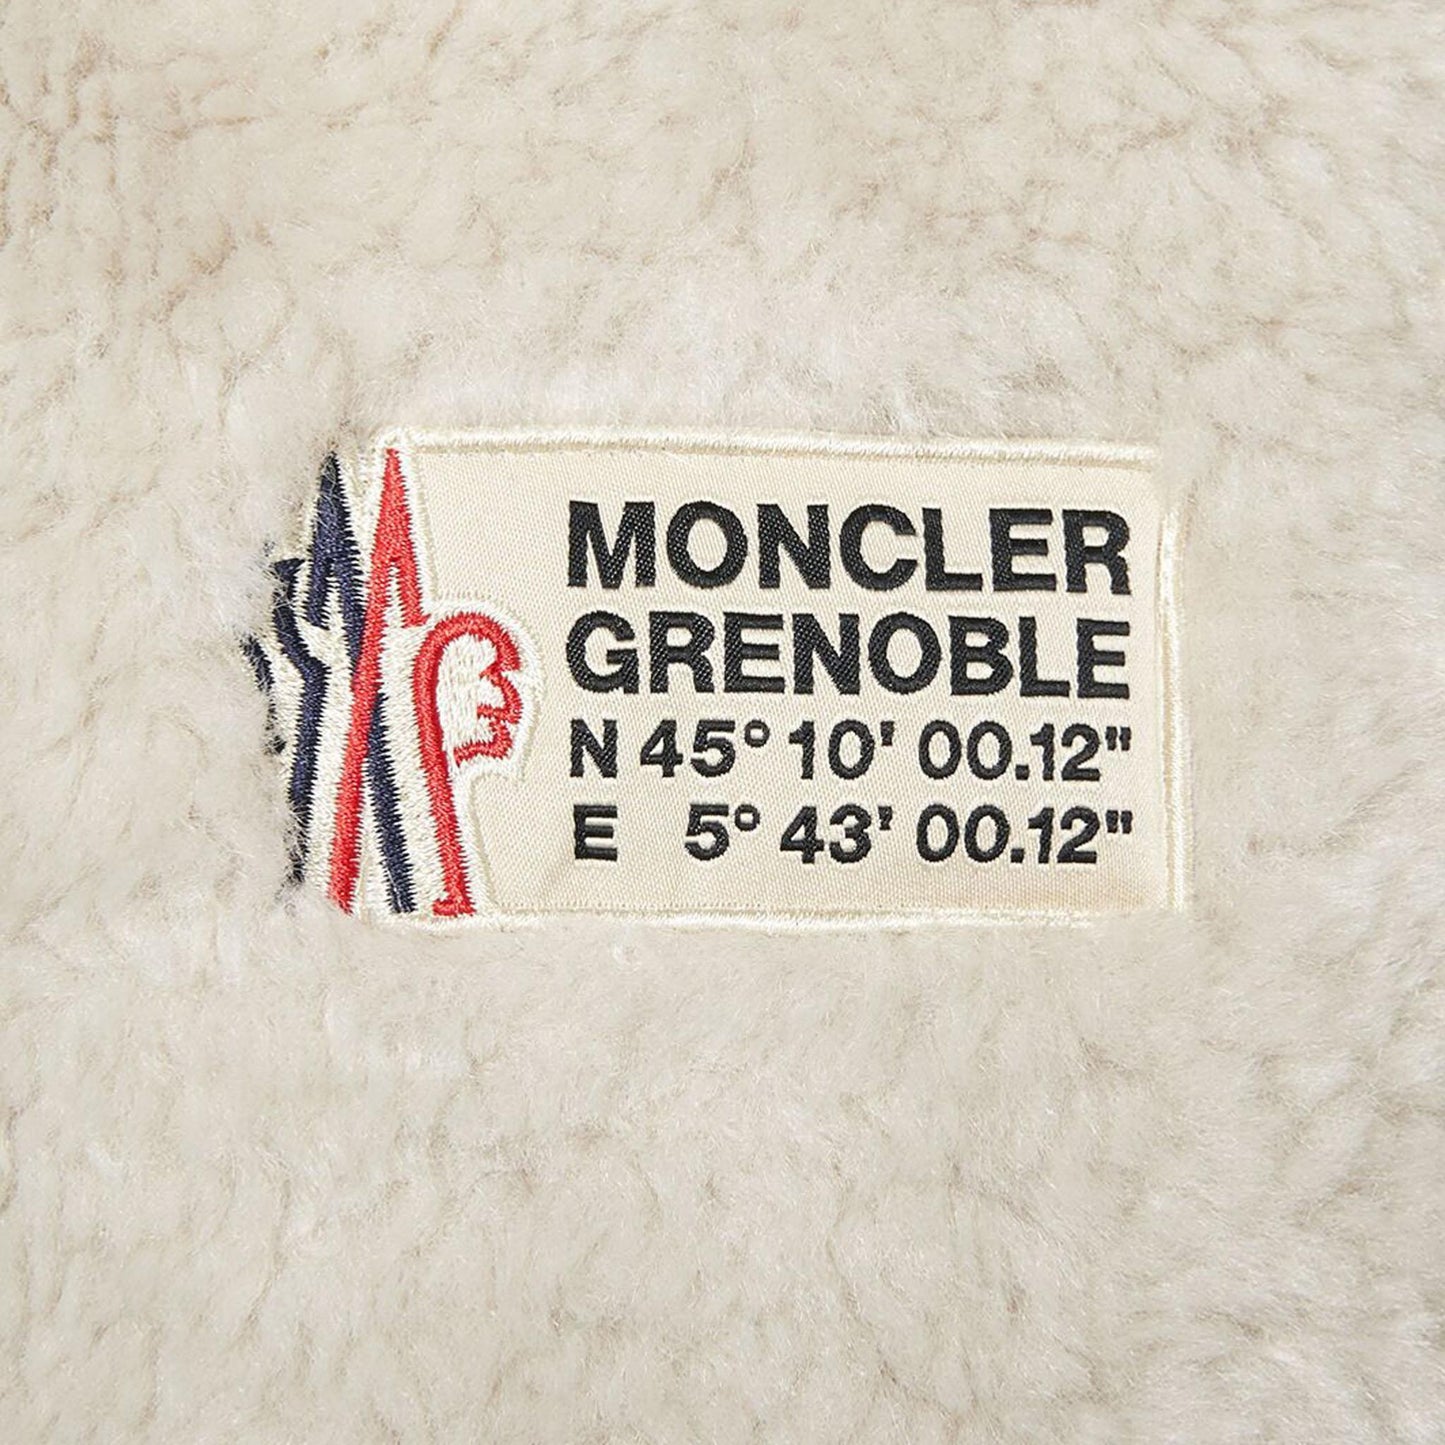 MONCLER
GRENOBLE
N 45° 10' 00.12"
E 5° 43' 00.12"